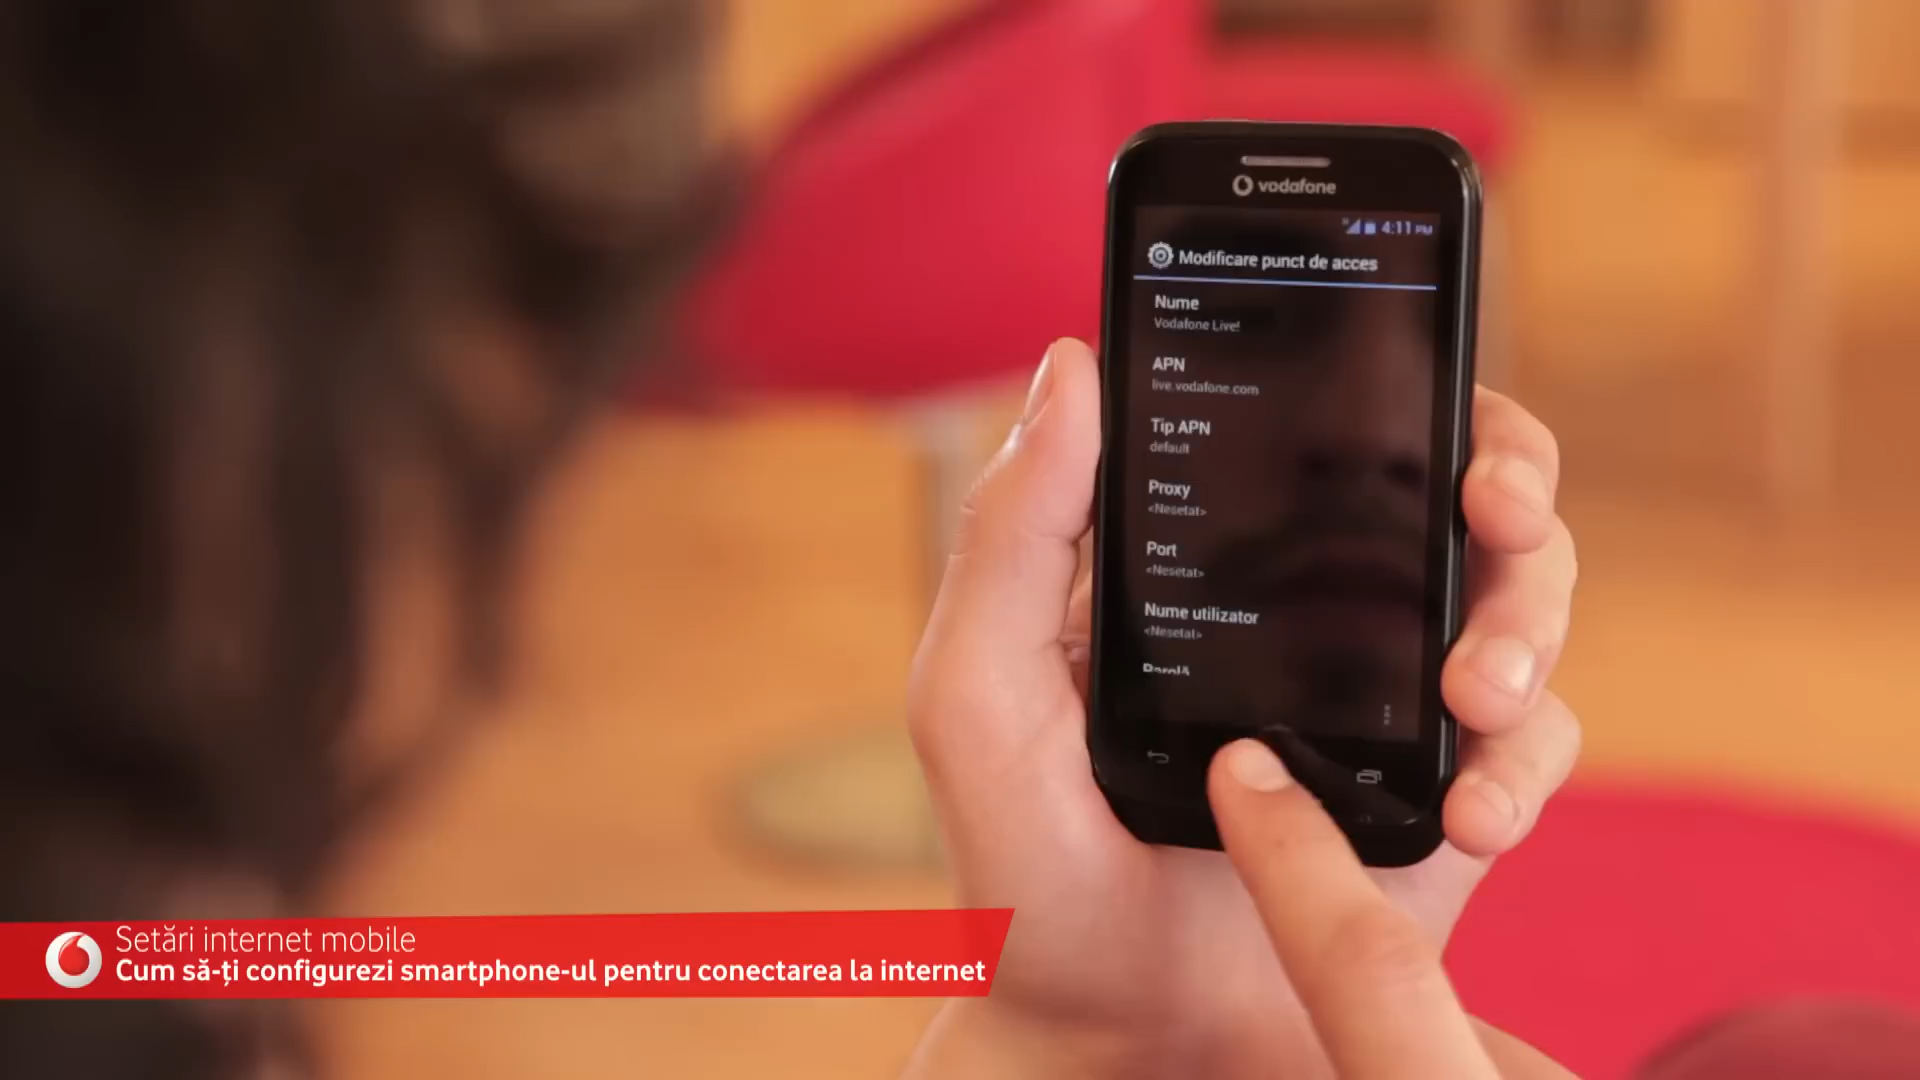 vodafone
4:11 PM
Modificare punct de acces
Nume
Vodafone Live!
APN
live.vodafone.com
Tip APN
default
Proxy
<Nesetat>
Port
<Nesetat>
Nume utilizator
<Nesetat>
Parolă
Setări internet mobile
Cum să-ți configurezi smartphone-ul pentru conectarea la internet